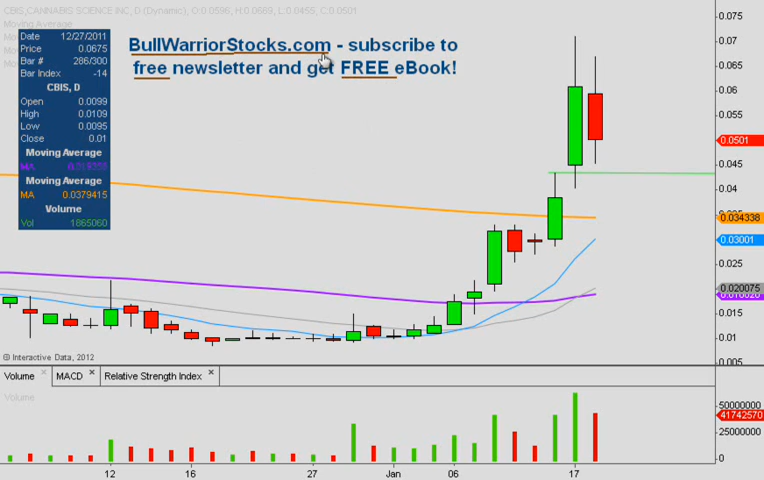 CBIS,CANNABIS SCIENCE INC, D (Dynamic), O:0.0596, H:0.0669, L:0.0455, C:0.0501
Moving Average
BullWarriorStocks.com - subscribe to
free newsletter and get FREE eBook!
Date 12/27/2011
Price 0.0675
Bar # 286/300
Bar Index -14
CBIS, D
Open 0.0099
High 0.0109
Low 0.0095
Close 0.01
Moving Average
MA
Moving Average
MA 0.0379415
Volume
Vol 1865060
0.075
0.07
0.065
0.06
0.055
0.0501
0.045
0.04
0.034338
0.03001
0.025
0.020075
0.015
0.01
0.005
© Interactive Data, 2012
Volume x MACD x Relative Strength Index x
Volume
50000000
41742570
25000000
0
12 16 27 Jan 06 17